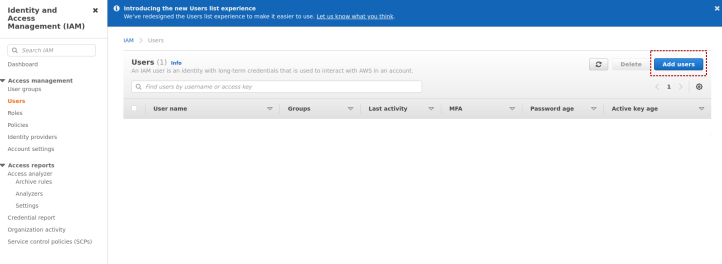 Identity and
Access
Management (IAM)
Search IAM
Dashboard
Access management
User groups
Users
Roles
Policies
Identity providers
Account settings
Access reports
Access analyzer
Archive rules
Analyzers
Settings
Credential report
Organization activity
Service control policies (SCPs)
Introducing the new Users list experience
We've redesigned the Users list experience to make it easier to use. Let us know what you think.
IAM > Users
Users (1) Info
An IAM user is an identity with long-term credentials that is used to interact with AWS in an account.
Delete
Add users
Find users by username or access key
1
User name Groups Last activity MFA Password age Active key age